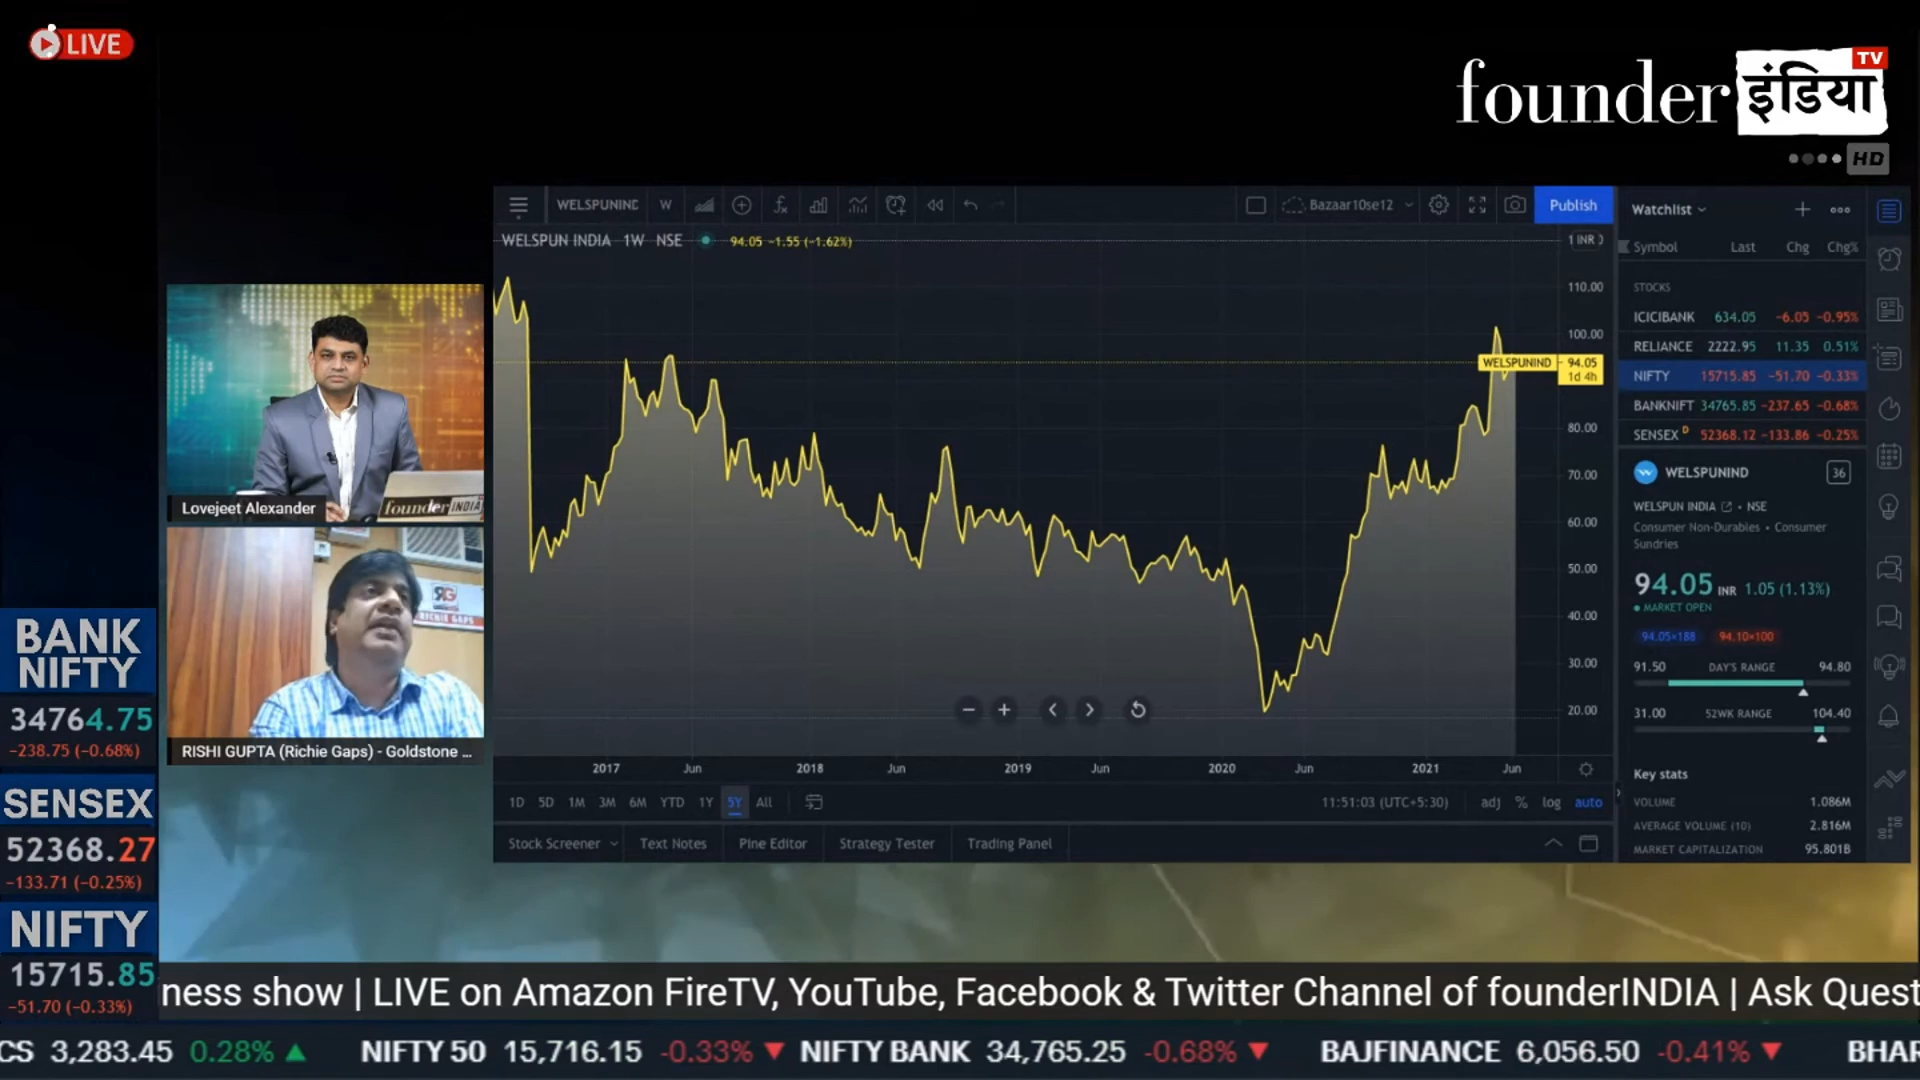 LIVE
founder इंडिया TV
HD
WELSPUNIND W
Bazaar10se12
Publish
WELSPUN INDIA 1W NSE 94.05 −1.55 (−1.62%)
110.00
100.00
WELSPUNIND 94.05
1d 4h
80.00
70.00
60.00
50.00
40.00
30.00
20.00
2017 Jun 2018 Jun 2019 Jun 2020 Jun 2021 Jun
1D 5D 1M 3M 6M YTD 1Y 5Y All
11:51:03 (UTC+5:30) adj % log auto
Stock Screener Text Notes Pine Editor Strategy Tester Trading Panel
Watchlist
Symbol Last Chg Chg%
STOCKS
ICICIBANK 634.05 −6.05 −0.95%
RELIANCE 2222.95 11.35 0.51%
NIFTY 15715.85 −51.70 −0.33%
BANKNIFT 34765.85 −237.65 −0.68%
SENSEX D 52368.12 −133.86 −0.25%
WELSPUNIND 36
WELSPUN INDIA • NSE
Consumer Non-Durables • Consumer
Sundries
94.05 INR 1.05 (1.13%)
MARKET OPEN
94.05×188 94.10×100
91.50 DAY'S RANGE 94.80
31.00 52WK RANGE 104.40
Key stats
VOLUME 1.086M
AVERAGE VOLUME (10) 2.816M
MARKET CAPITALIZATION 95.801B
founder INDIA
Lovejeet Alexander
RG
RICHIE GAPS
RISHI GUPTA (Richie Gaps) - Goldstone ...
BANK
NIFTY
34764.75
−238.75 (−0.68%)
SENSEX
52368.27
−133.71 (−0.25%)
NIFTY
15715.85
−51.70 (−0.33%)
ness show | LIVE on Amazon FireTV, YouTube, Facebook & Twitter Channel of founderINDIA | Ask Quest
CS 3,283.45 0.28% ▲ NIFTY 50 15,716.15 -0.33% ▼ NIFTY BANK 34,765.25 -0.68% ▼ BAJFINANCE 6,056.50 -0.41% ▼ BHAR